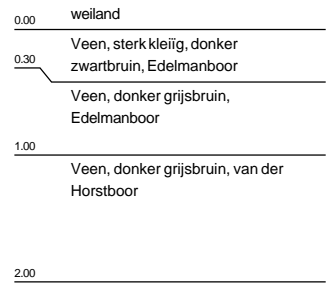 0.00 weiland
Veen, sterk kleiïg, donker
0.30 zwartbruin, Edelmanboor
Veen, donker grijsbruin,
Edelmanboor
1.00
Veen, donker grijsbruin, van der
Horstboor
2.00